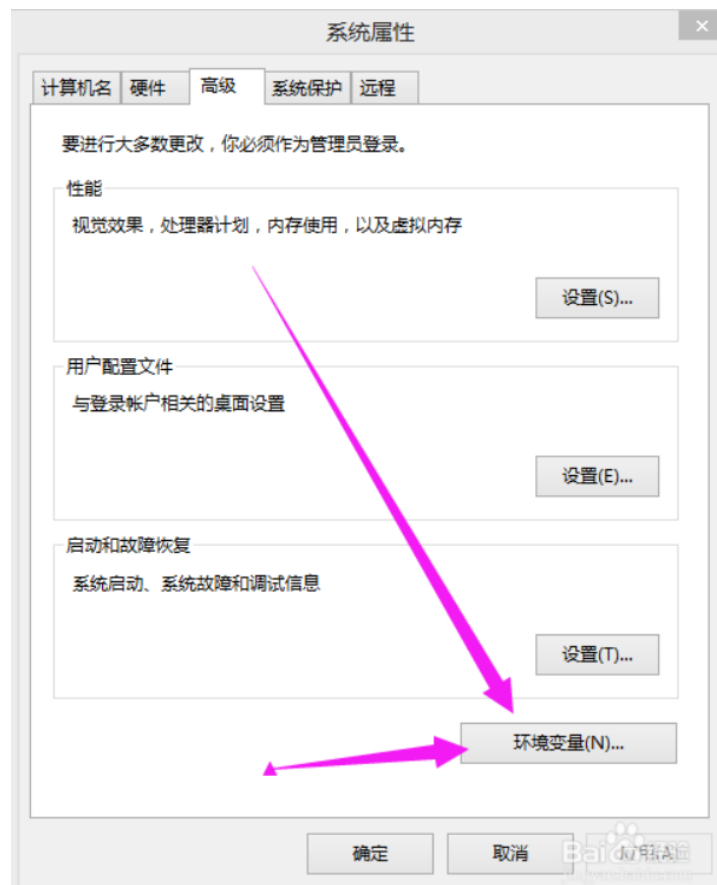 系统属性
计算机名 硬件 高级 系统保护 远程
要进行大多数更改，你必须作为管理员登录。
性能
视觉效果，处理器计划，内存使用，以及虚拟内存
设置(S)...
用户配置文件
与登录帐户相关的桌面设置
设置(E)...
启动和故障恢复
系统启动、系统故障和调试信息
设置(T)...
环境变量(N)...
确定 取消